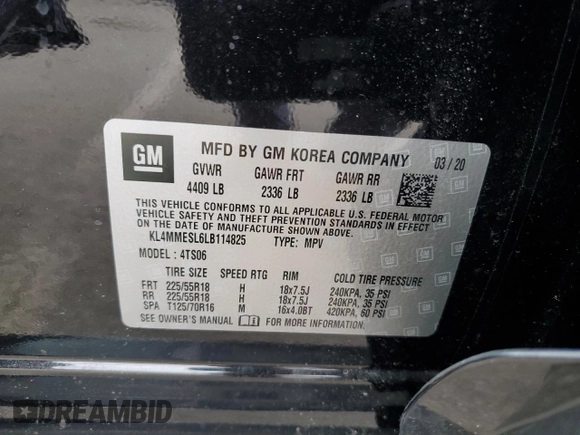 GM
MFD BY GM KOREA COMPANY 03/20
GVWR GAWR FRT GAWR RR
4409 LB 2336 LB 2336 LB
THIS VEHICLE CONFORMS TO ALL APPLICABLE U.S. FEDERAL MOTOR
VEHICLE SAFETY AND THEFT PREVENTION STANDARDS
IN EFFECT ON THE DATE OF MANUFACTURE SHOWN ABOVE.
KL4MMESL6LB114825 TYPE: MPV
MODEL : 4TS06
TIRE SIZE SPEED RTG RIM COLD TIRE PRESSURE
FRT 225/55R18 H 18x7.5J 240KPA, 35 PSI
RR 225/55R18 H 18x7.5J 240KPA, 35 PSI
SPA T125/70R16 M 16x4.0BT 420KPA, 60 PSI
SEE OWNER'S MANUAL FOR MORE INFORMATION
DREAMBID